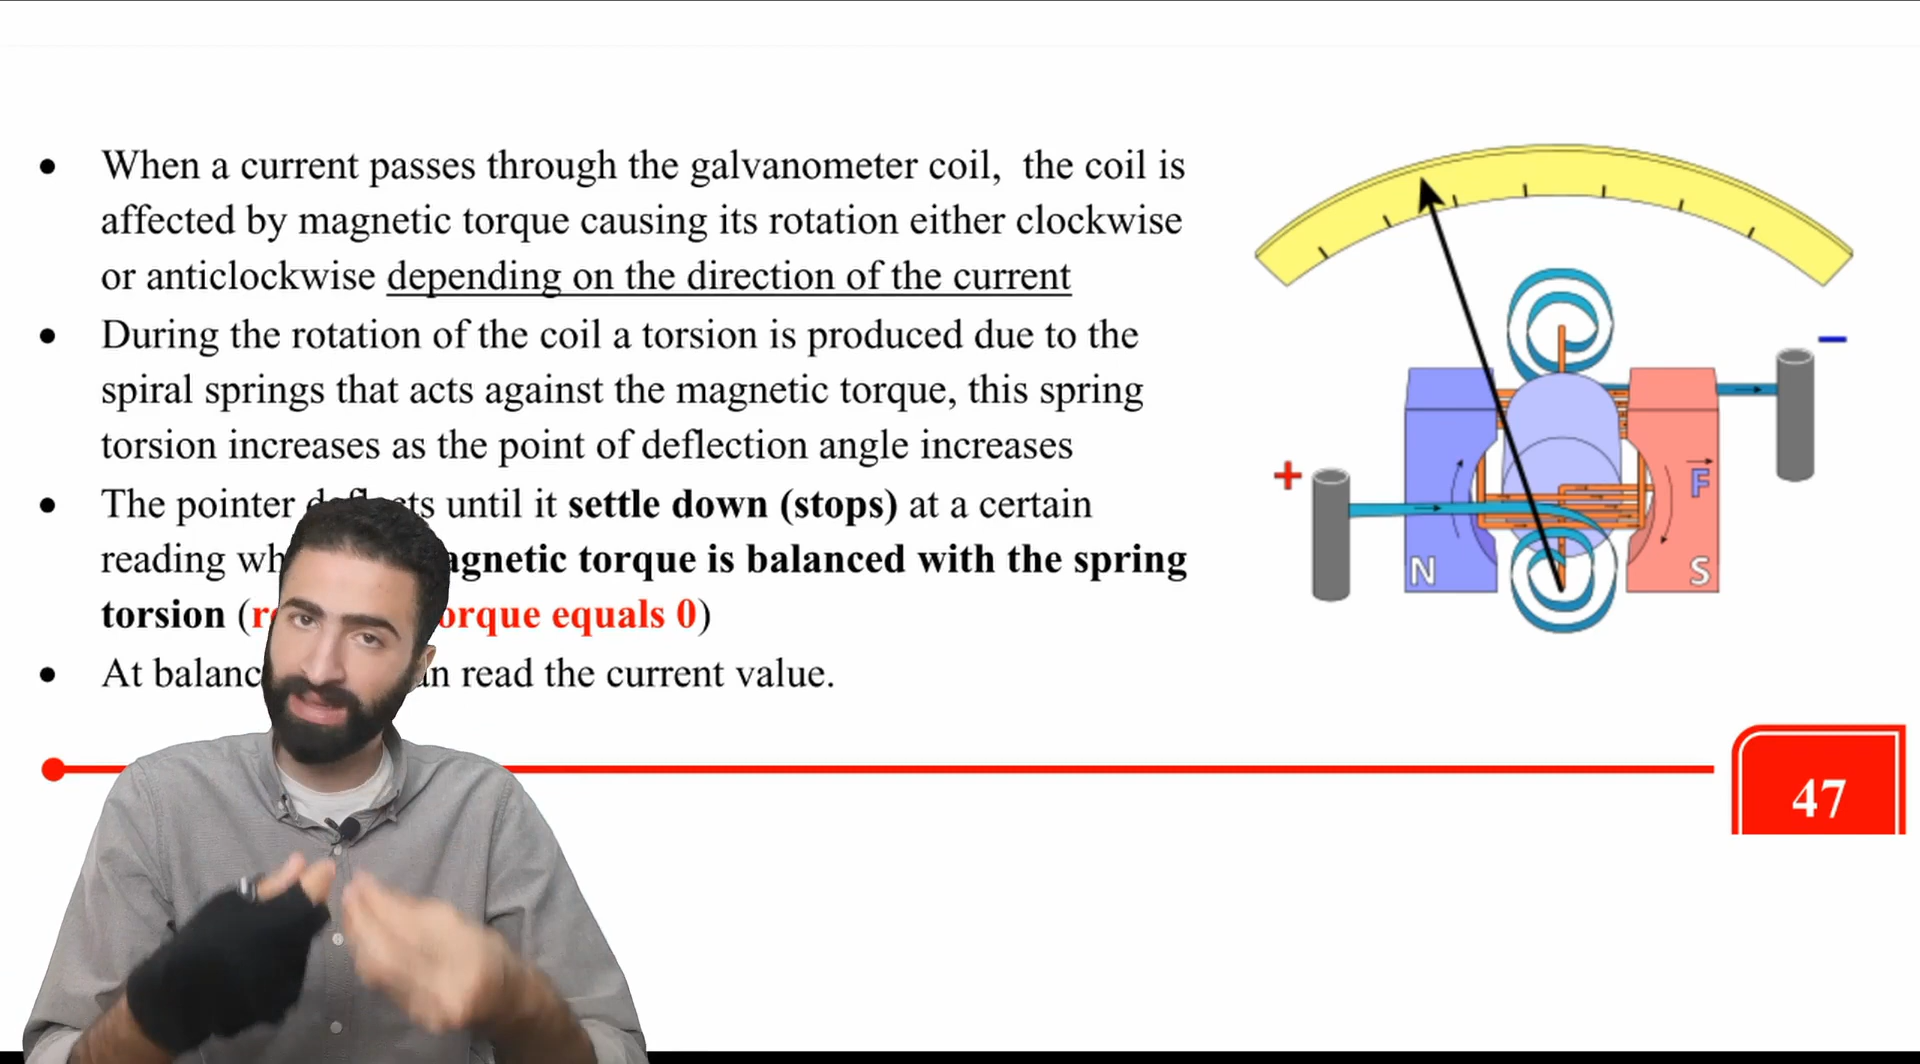 • When a current passes through the galvanometer coil, the coil is
affected by magnetic torque causing its rotation either clockwise
or anticlockwise depending on the direction of the current
• During the rotation of the coil a torsion is produced due to the
spiral springs that acts against the magnetic torque, this spring
torsion increases as the point of deflection angle increases
• The pointer until it settle down (stops) at a certain
reading torque is balanced with the spring
torsion ( equals 0)
• At read the current value.
+
−
N
F
S
47